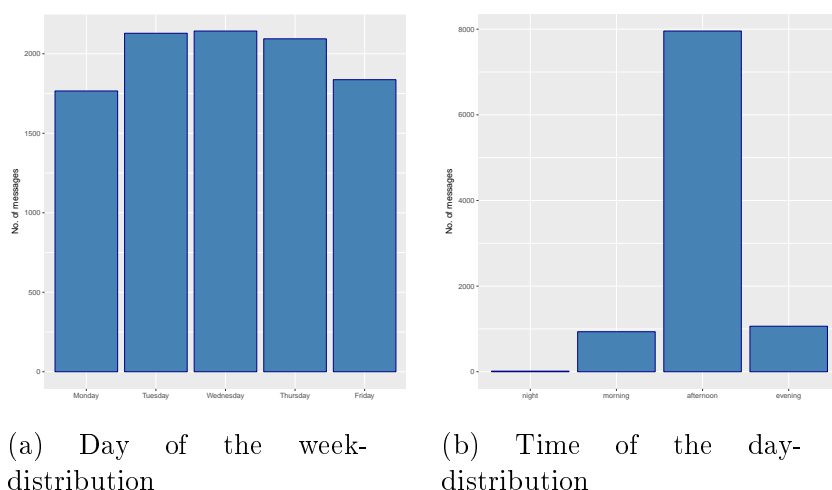 No. of messages
2000
1500
1000
500
0
Monday Tuesday Wednesday Thursday Friday
(a) Day of the week-
distribution
No. of messages
8000
6000
4000
2000
0
night morning afternoon evening
(b) Time of the day-
distribution